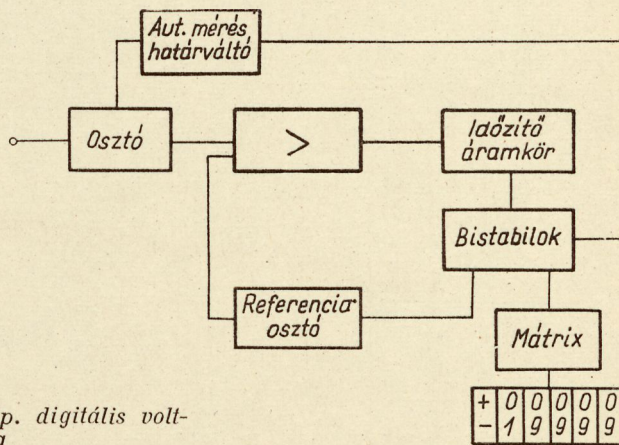 Aut. mérés
határváltó
Osztó
>
Időzítő
áramkör
Bistabilok
Referencia
osztó
Mátrix
+ 0 0 0 0 0
- 1 9 9 9 9
p. digitális volt-